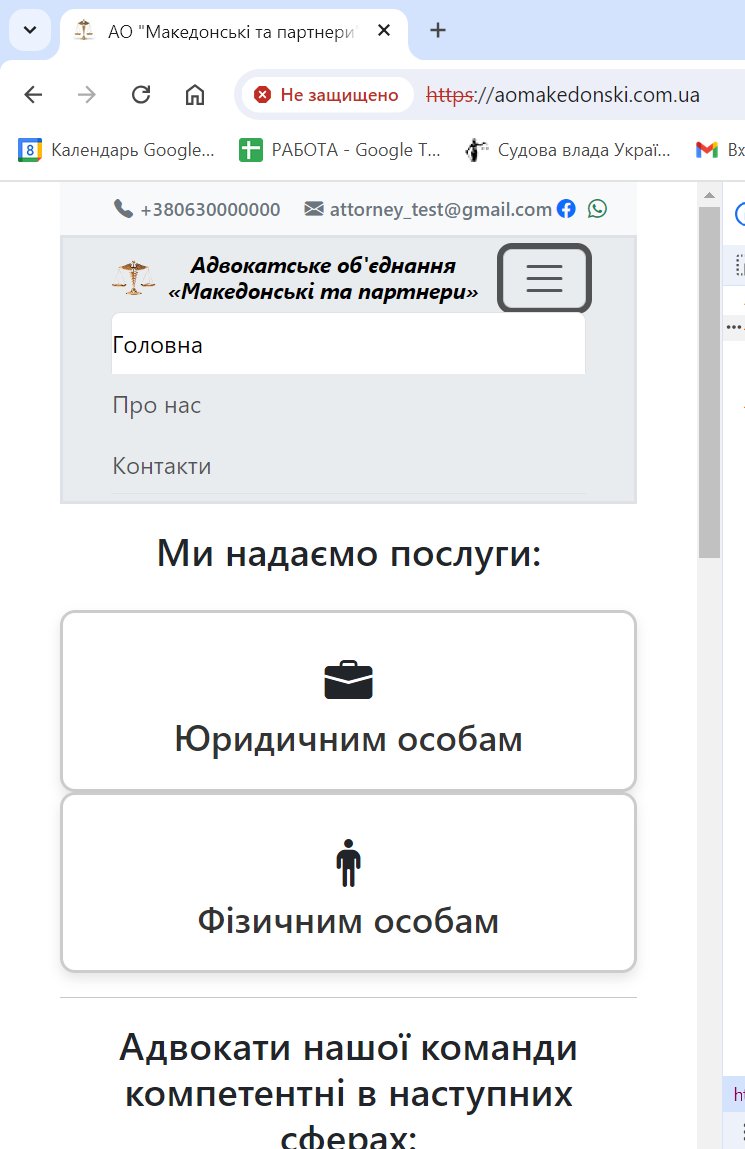 АО "Македонські та партнери"
Не защищено
https://aomakedonski.com.ua
8
Календарь Google...
РАБОТА - Google Т...
Судова влада Украї...
Вх
+380630000000
attorney_test@gmail.com
Адвокатське об'єднання
«Македонські та партнери»
Головна
Про нас
Контакти
Ми надаємо послуги:
Юридичним особам
Фізичним особам
Адвокати нашої команди
компетентні в наступних
сферах: